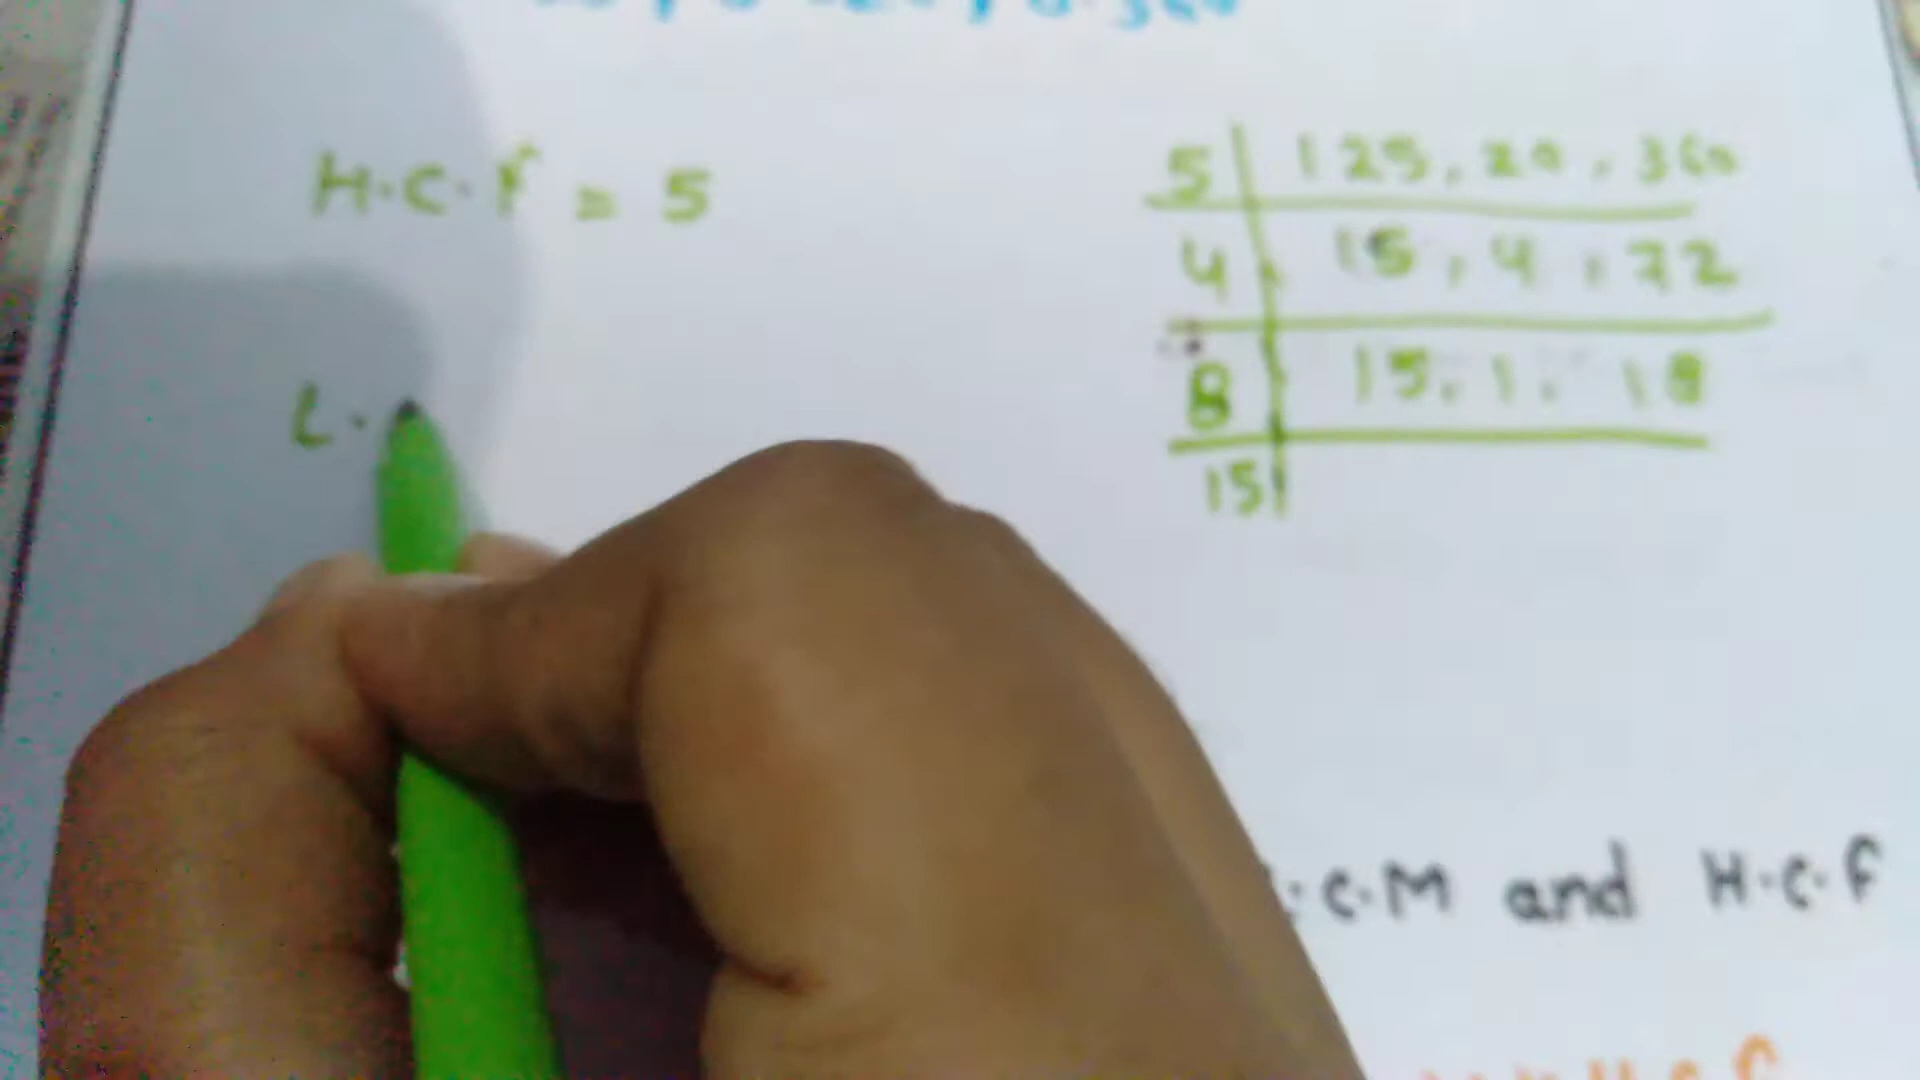 H.C.F = 5
5 | 125, 20, 360
4 | 15, 4, 72
8 | 15, 1, 18
15 |
L.
.C.M and H.C.F